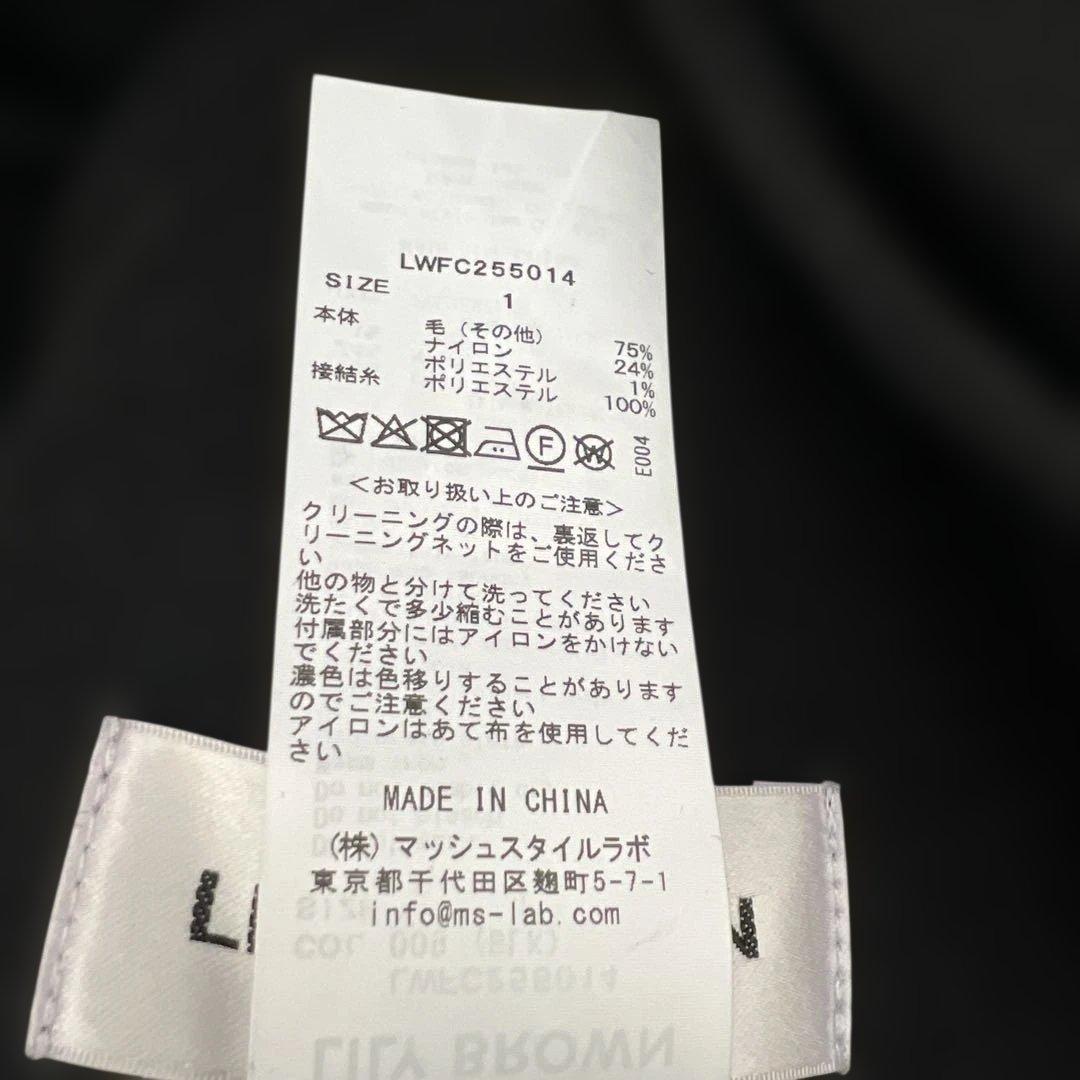 LWFC255014
SIZE 1
本体 毛(その他) 75%
ナイロン 24%
ポリエステル 1%
接結糸 ポリエステル 100%
F W E004
<お取り扱い上のご注意>
クリーニングの際は、裏返してク
リーニングネットをご使用くださ
い
他の物と分けて洗ってください
洗たくで多少縮むことがあります
付属部分にはアイロンをかけない
でください
濃色は色移りすることがあります
のでご注意ください
アイロンはあて布を使用してくだ
さい
MADE IN CHINA
(株)マッシュスタイルラボ
東京都千代田区麹町5-7-1
info@ms-lab.com
LWFC255014
LILY BROWN